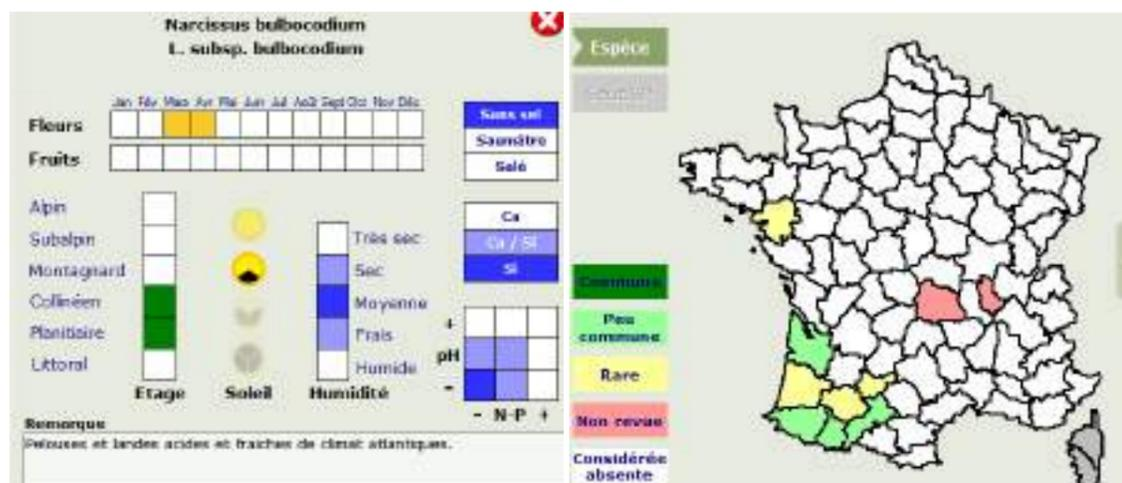 Narcissus bulbocodium
L. subsp. bulbocodium
Jan Fév Mars Avr Mai Juin Jul Aoû Sept Oct Nov Déc
Fleurs
Fruits
Sans sel
Saumâtre
Salé
Alpin
Subalpin
Montagnard
Collinéen
Planitiaire
Littoral
Etage
Soleil
Très sec
Sec
Moyenne
Frais
Humide
Humidité
Ca
Ca / Si
Si
+
pH
-
- N-P +
Remarque
Pelouses et landes acides et fraiches de climat atlantiques.
Espèce
Commune
Peu
commune
Rare
Non revue
Considérée
absente